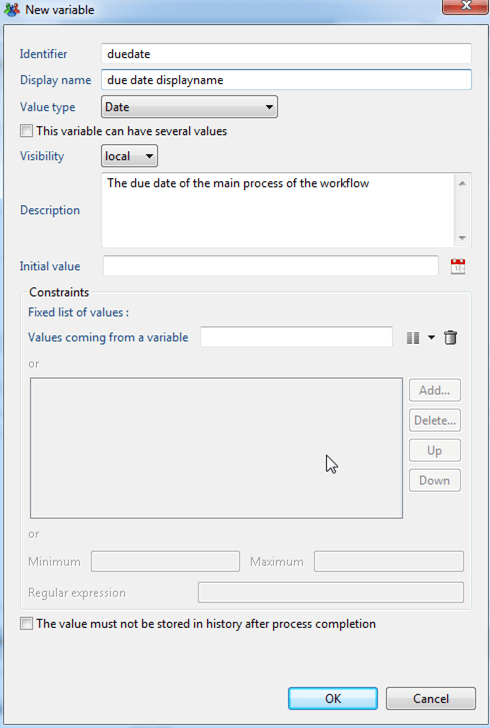 New variable
Identifier duedate
Display name due date displayname
Value type Date
This variable can have several values
Visibility local
The due date of the main process of the workflow
Description
Initial value
Constraints
Fixed list of values :
Values coming from a variable
or
Add...
Delete...
Up
Down
or
Minimum Maximum
Regular expression
The value must not be stored in history after process completion
OK Cancel